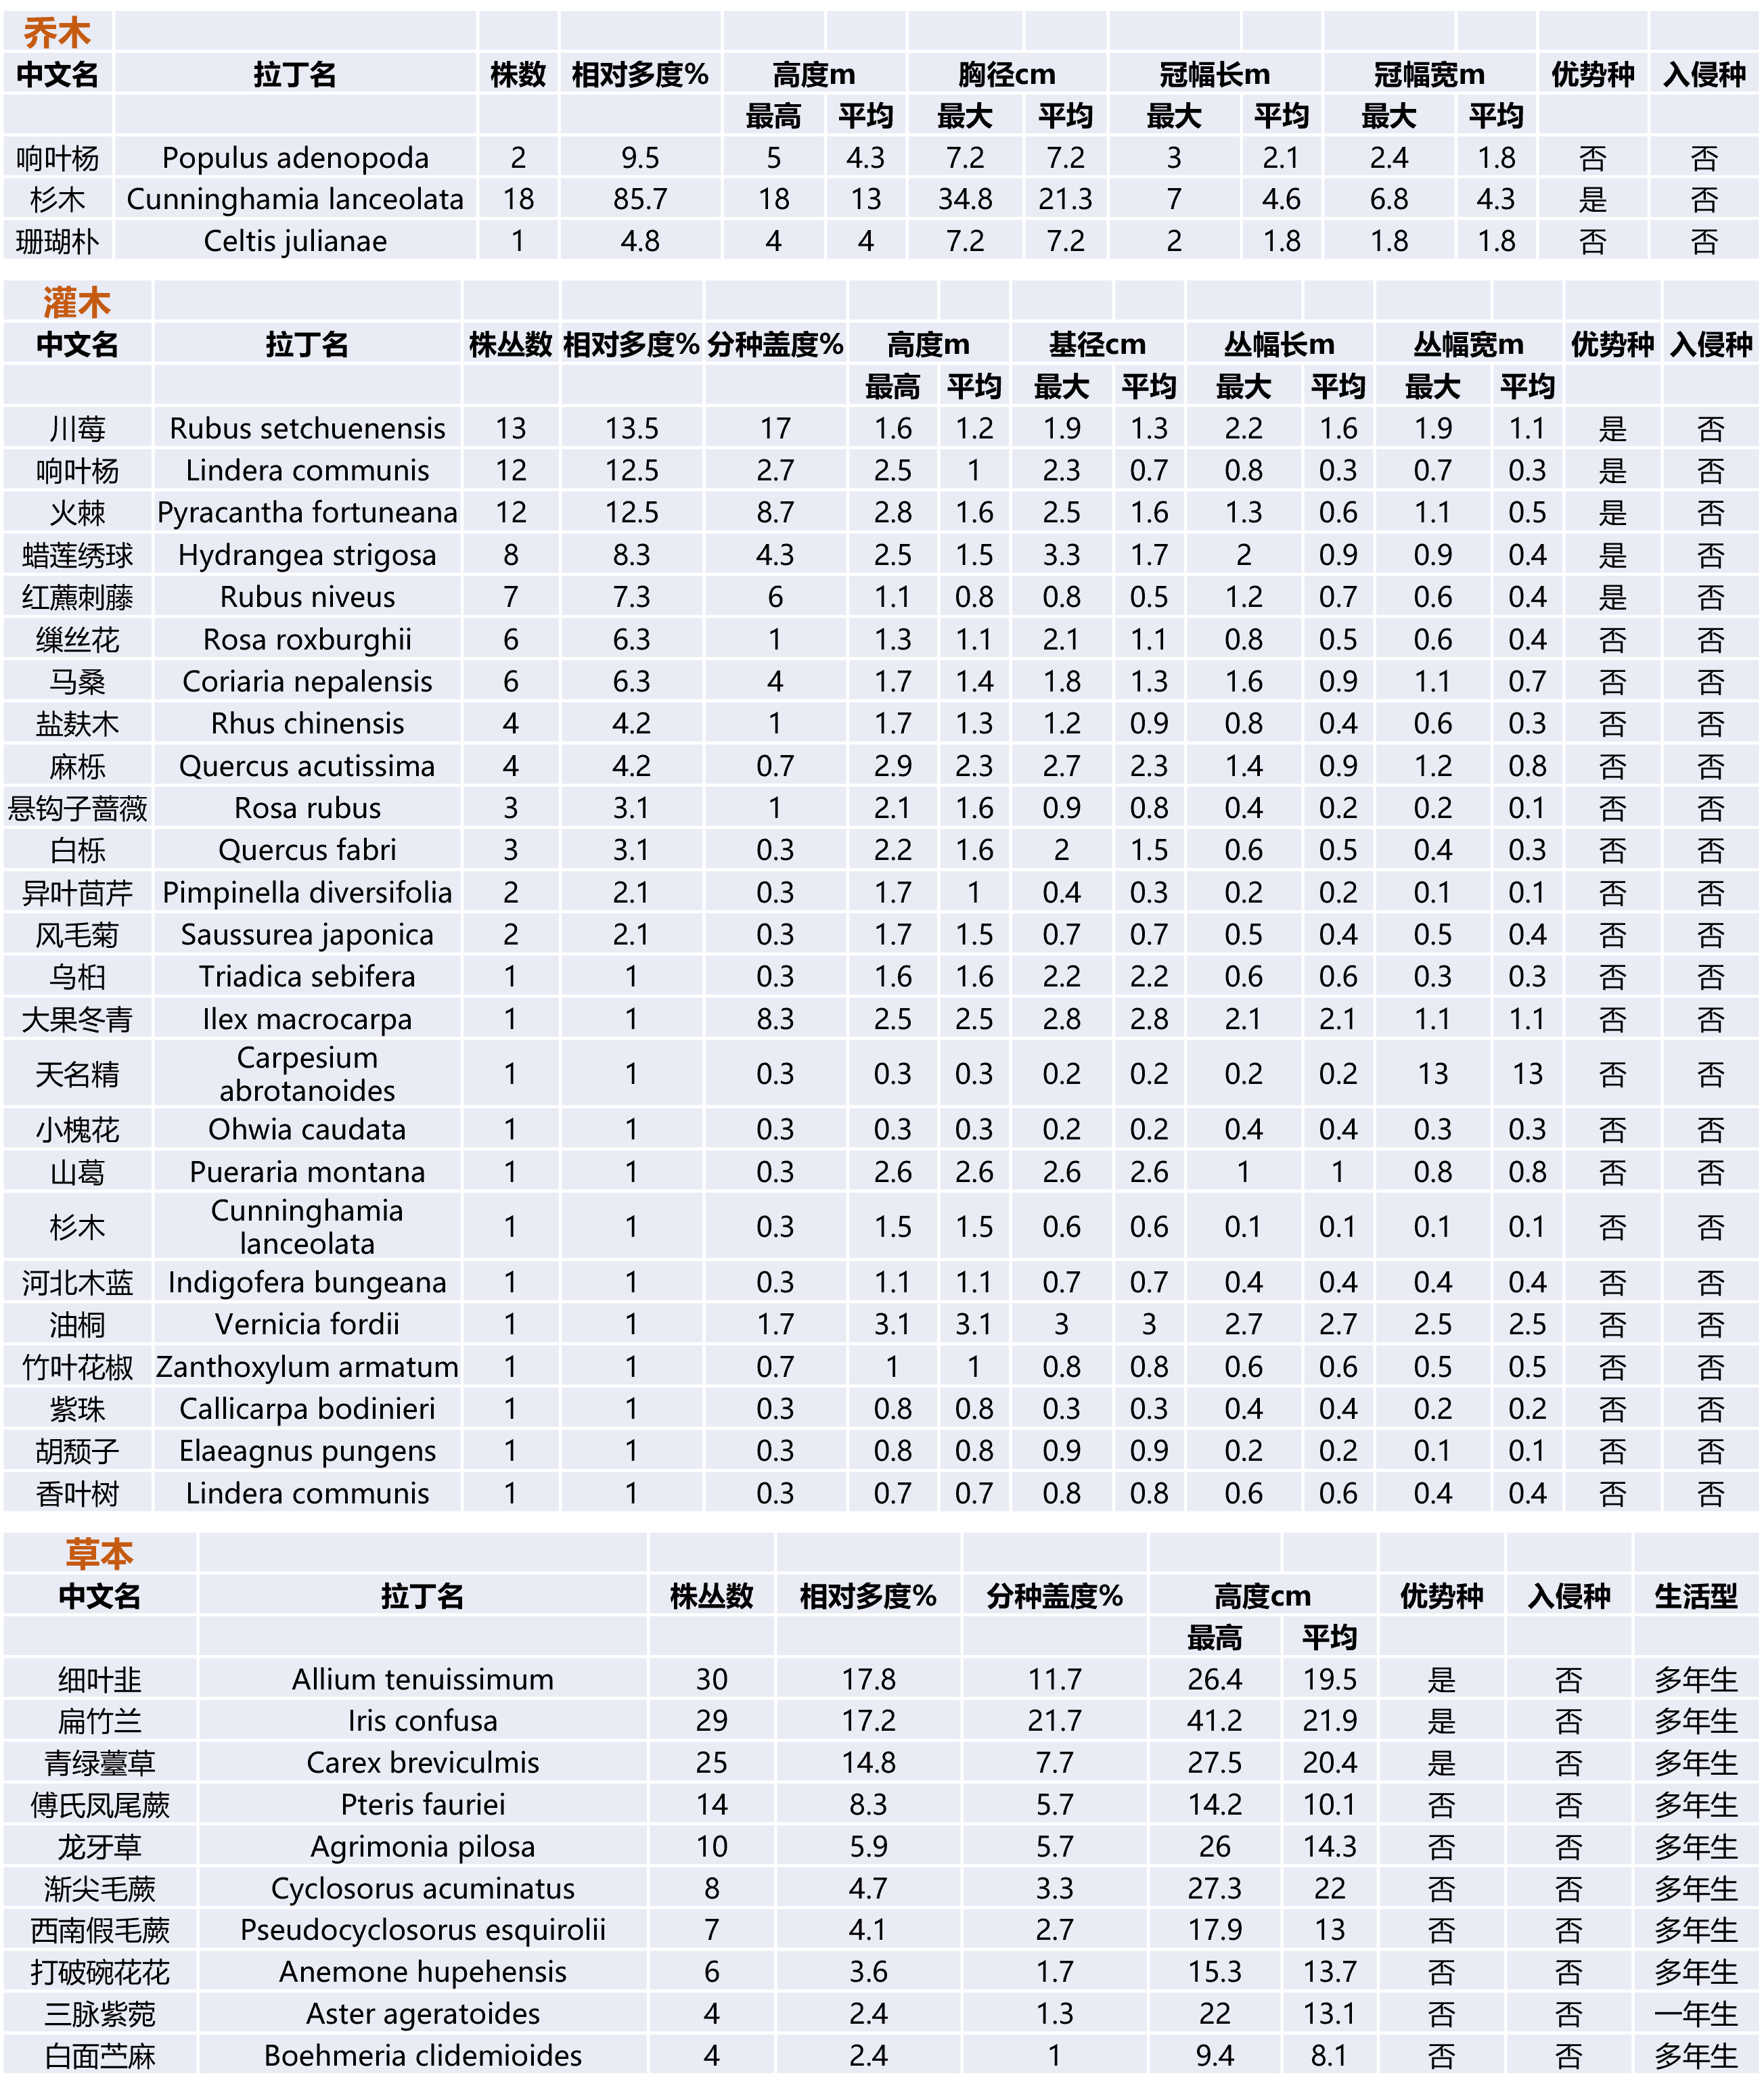 乔木
中文名 拉丁名 株数 相对多度% 高度m 胸径cm 冠幅长m 冠幅宽m 优势种 入侵种
最高 平均 最大 平均 最大 平均 最大 平均
响叶杨 Populus adenopoda 2 9.5 5 4.3 7.2 7.2 3 2.1 2.4 1.8 否 否
杉木 Cunninghamia lanceolata 18 85.7 18 13 34.8 21.3 7 4.6 6.8 4.3 是 否
珊瑚朴 Celtis julianae 1 4.8 4 4 7.2 7.2 2 1.8 1.8 1.8 否 否
灌木
中文名 拉丁名 株丛数 相对多度% 分种盖度% 高度m 基径cm 丛幅长m 丛幅宽m 优势种 入侵种
最高 平均 最大 平均 最大 平均 最大 平均
川莓 Rubus setchuenensis 13 13.5 17 1.6 1.2 1.9 1.3 2.2 1.6 1.9 1.1 是 否
响叶杨 Lindera communis 12 12.5 2.7 2.5 1 2.3 0.7 0.8 0.3 0.7 0.3 是 否
火棘 Pyracantha fortuneana 12 12.5 8.7 2.8 1.6 2.5 1.6 1.3 0.6 1.1 0.5 是 否
蜡莲绣球 Hydrangea strigosa 8 8.3 4.3 2.5 1.5 3.3 1.7 2 0.9 0.9 0.4 是 否
红藨刺藤 Rubus niveus 7 7.3 6 1.1 0.8 0.8 0.5 1.2 0.7 0.6 0.4 是 否
缫丝花 Rosa roxburghii 6 6.3 1 1.3 1.1 2.1 1.1 0.8 0.5 0.6 0.4 否 否
马桑 Coriaria nepalensis 6 6.3 4 1.7 1.4 1.8 1.3 1.6 0.9 1.1 0.7 否 否
盐麸木 Rhus chinensis 4 4.2 1 1.7 1.3 1.2 0.9 0.8 0.4 0.6 0.3 否 否
麻栎 Quercus acutissima 4 4.2 0.7 2.9 2.3 2.7 2.3 1.4 0.9 1.2 0.8 否 否
悬钩子蔷薇 Rosa rubus 3 3.1 1 2.1 1.6 0.9 0.8 0.4 0.2 0.2 0.1 否 否
白栎 Quercus fabri 3 3.1 0.3 2.2 1.6 2 1.5 0.6 0.5 0.4 0.3 否 否
异叶茴芹 Pimpinella diversifolia 2 2.1 0.3 1.7 1 0.4 0.3 0.2 0.2 0.1 0.1 否 否
风毛菊 Saussurea japonica 2 2.1 0.3 1.7 1.5 0.7 0.7 0.5 0.4 0.5 0.4 否 否
乌桕 Triadica sebifera 1 1 0.3 1.6 1.6 2.2 2.2 0.6 0.6 0.3 0.3 否 否
大果冬青 Ilex macrocarpa 1 1 8.3 2.5 2.5 2.8 2.8 2.1 2.1 1.1 1.1 否 否
天名精 Carpesium
abrotanoides 1 1 0.3 0.3 0.3 0.2 0.2 0.2 0.2 13 13 否 否
小槐花 Ohwia caudata 1 1 0.3 0.3 0.3 0.2 0.2 0.4 0.4 0.3 0.3 否 否
山葛 Pueraria montana 1 1 0.3 2.6 2.6 2.6 2.6 1 1 0.8 0.8 否 否
杉木 Cunninghamia
lanceolata 1 1 0.3 1.5 1.5 0.6 0.6 0.1 0.1 0.1 0.1 否 否
河北木蓝 Indigofera bungeana 1 1 0.3 1.1 1.1 0.7 0.7 0.4 0.4 0.4 0.4 否 否
油桐 Vernicia fordii 1 1 1.7 3.1 3.1 3 3 2.7 2.7 2.5 2.5 否 否
竹叶花椒 Zanthoxylum armatum 1 1 0.7 1 1 0.8 0.8 0.6 0.6 0.5 0.5 否 否
紫珠 Callicarpa bodinieri 1 1 0.3 0.8 0.8 0.3 0.3 0.4 0.4 0.2 0.2 否 否
胡颓子 Elaeagnus pungens 1 1 0.3 0.8 0.8 0.9 0.9 0.2 0.2 0.1 0.1 否 否
香叶树 Lindera communis 1 1 0.3 0.7 0.7 0.8 0.8 0.6 0.6 0.4 0.4 否 否
草本
中文名 拉丁名 株丛数 相对多度% 分种盖度% 高度cm 优势种 入侵种 生活型
最高 平均
细叶韭 Allium tenuissimum 30 17.8 11.7 26.4 19.5 是 否 多年生
扁竹兰 Iris confusa 29 17.2 21.7 41.2 21.9 是 否 多年生
青绿薹草 Carex breviculmis 25 14.8 7.7 27.5 20.4 是 否 多年生
傅氏凤尾蕨 Pteris fauriei 14 8.3 5.7 14.2 10.1 否 否 多年生
龙牙草 Agrimonia pilosa 10 5.9 5.7 26 14.3 否 否 多年生
渐尖毛蕨 Cyclosorus acuminatus 8 4.7 3.3 27.3 22 否 否 多年生
西南假毛蕨 Pseudocyclosorus esquirolii 7 4.1 2.7 17.9 13 否 否 多年生
打破碗花花 Anemone hupehensis 6 3.6 1.7 15.3 13.7 否 否 多年生
三脉紫菀 Aster ageratoides 4 2.4 1.3 22 13.1 否 否 一年生
白面苎麻 Boehmeria clidemioides 4 2.4 1 9.4 8.1 否 否 多年生